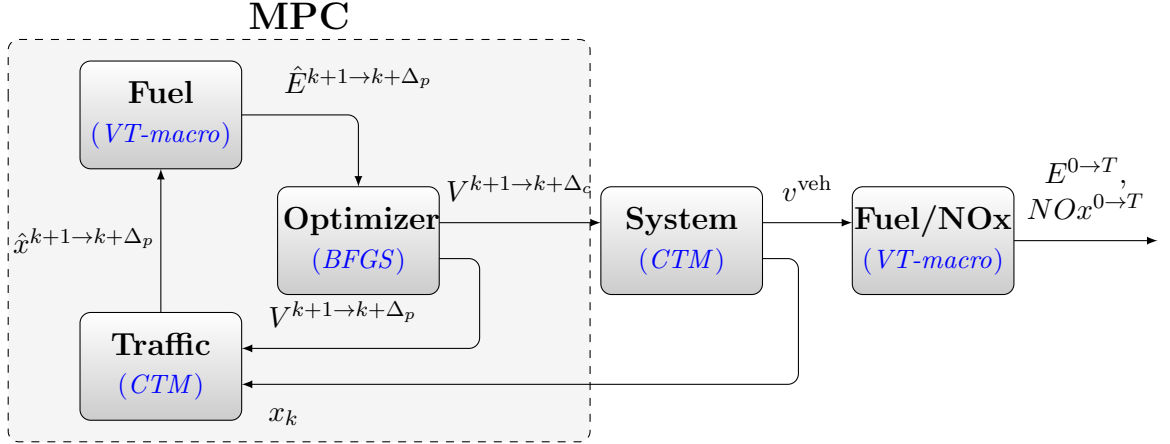 MPC
Fuel
(VT-macro)
Ê^{k+1→k+Δ_p}
x̂^{k+1→k+Δ_p}
Optimizer
(BFGS)
V^{k+1→k+Δ_c}
V^{k+1→k+Δ_p}
Traffic
(CTM)
x_k
System
(CTM)
v^{veh}
Fuel/NOx
(VT-macro)
E^{0→T},
NOx^{0→T}